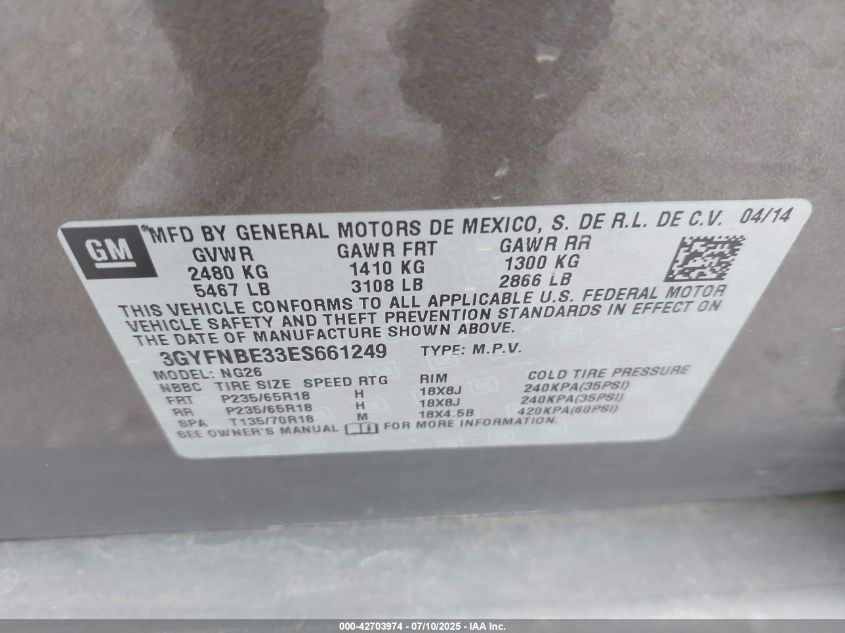 GM
MFD BY GENERAL MOTORS DE MEXICO, S. DE R.L. DE C.V. 04/14
GVWR GAWR FRT GAWR RR
2480 KG 1410 KG 1300 KG
5467 LB 3108 LB 2866 LB
THIS VEHICLE CONFORMS TO ALL APPLICABLE U.S. FEDERAL MOTOR
VEHICLE SAFETY AND THEFT PREVENTION STANDARDS IN EFFECT ON
THE DATE OF MANUFACTURE SHOWN ABOVE.
3GYFNBE33ES661249 TYPE: M.P.V.
MODEL: NG26
NBBC TIRE SIZE SPEED RTG RIM COLD TIRE PRESSURE
FRT P235/65R18 H 18X8J 240KPA(35PSI)
RR P235/65R18 H 18X8J 240KPA(35PSI)
SPA T135/70R18 M 18X4.5B 420KPA(60PSI)
SEE OWNER'S MANUAL FOR MORE INFORMATION.
000-42703974 - 07/10/2025 - IAA Inc.